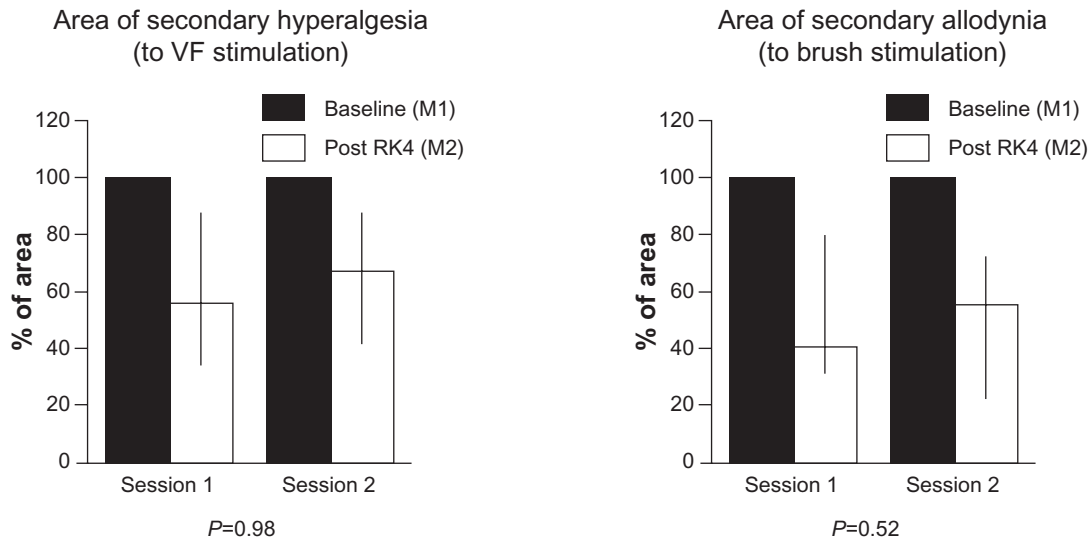 Area of secondary hyperalgesia
(to VF stimulation)
Baseline (M1)
Post RK4 (M2)
% of area
120
100
80
60
40
20
0
Session 1 Session 2
P=0.98
Area of secondary allodynia
(to brush stimulation)
Baseline (M1)
Post RK4 (M2)
% of area
120
100
80
60
40
20
0
Session 1 Session 2
P=0.52